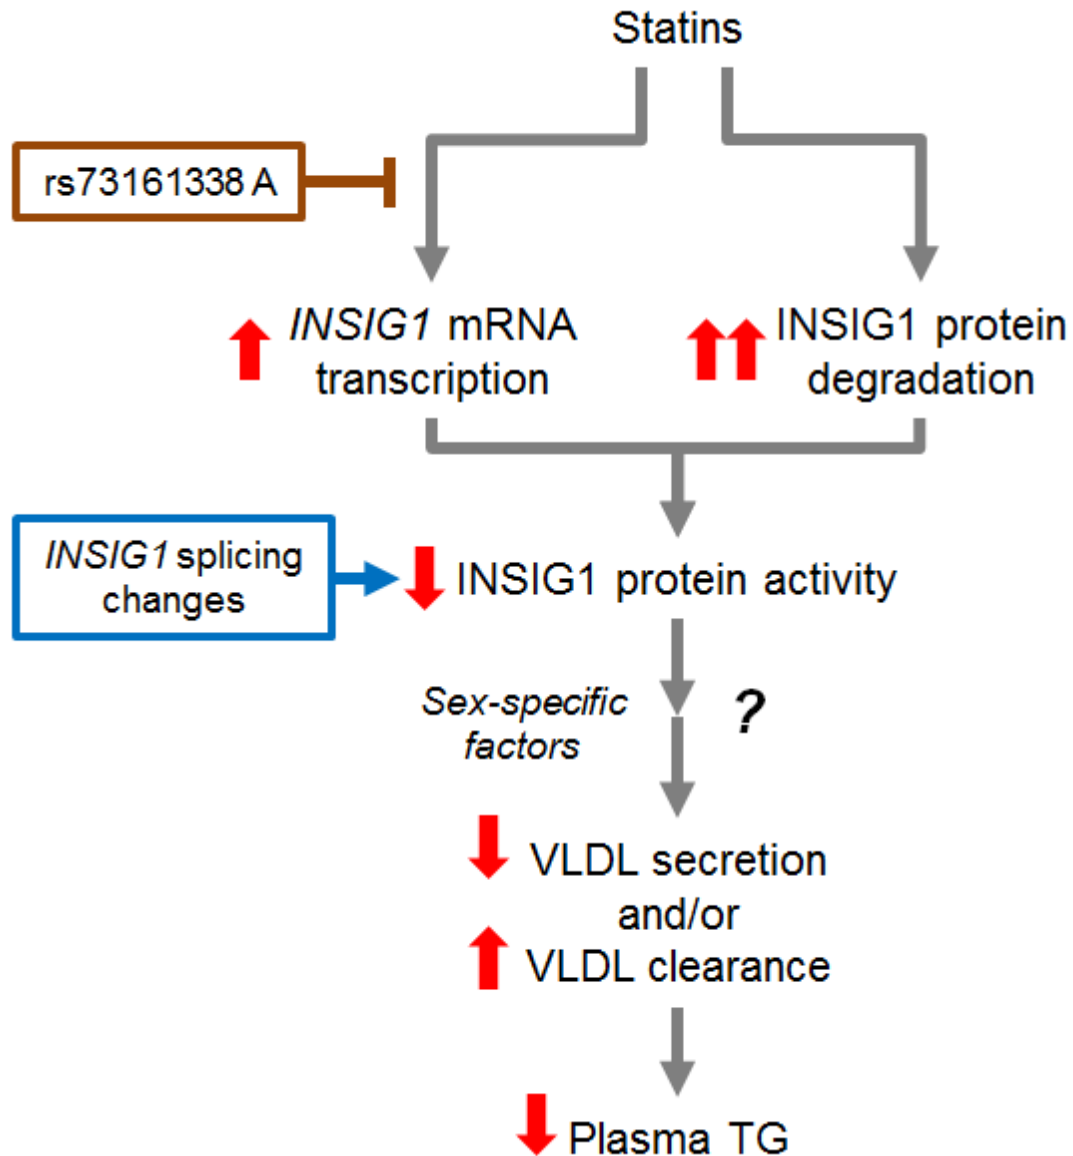 Statins
rs73161338 A
INSIG1 mRNA
transcription
INSIG1 protein
degradation
INSIG1 splicing
changes
INSIG1 protein activity
Sex-specific
factors
?
VLDL secretion
and/or
VLDL clearance
Plasma TG